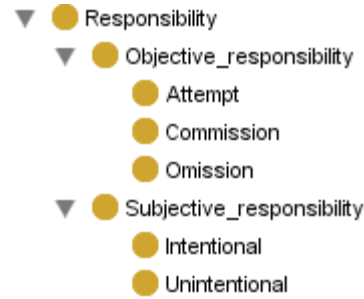 Responsibility
Objective_responsibility
Attempt
Commission
Omission
Subjective_responsibility
Intentional
Unintentional